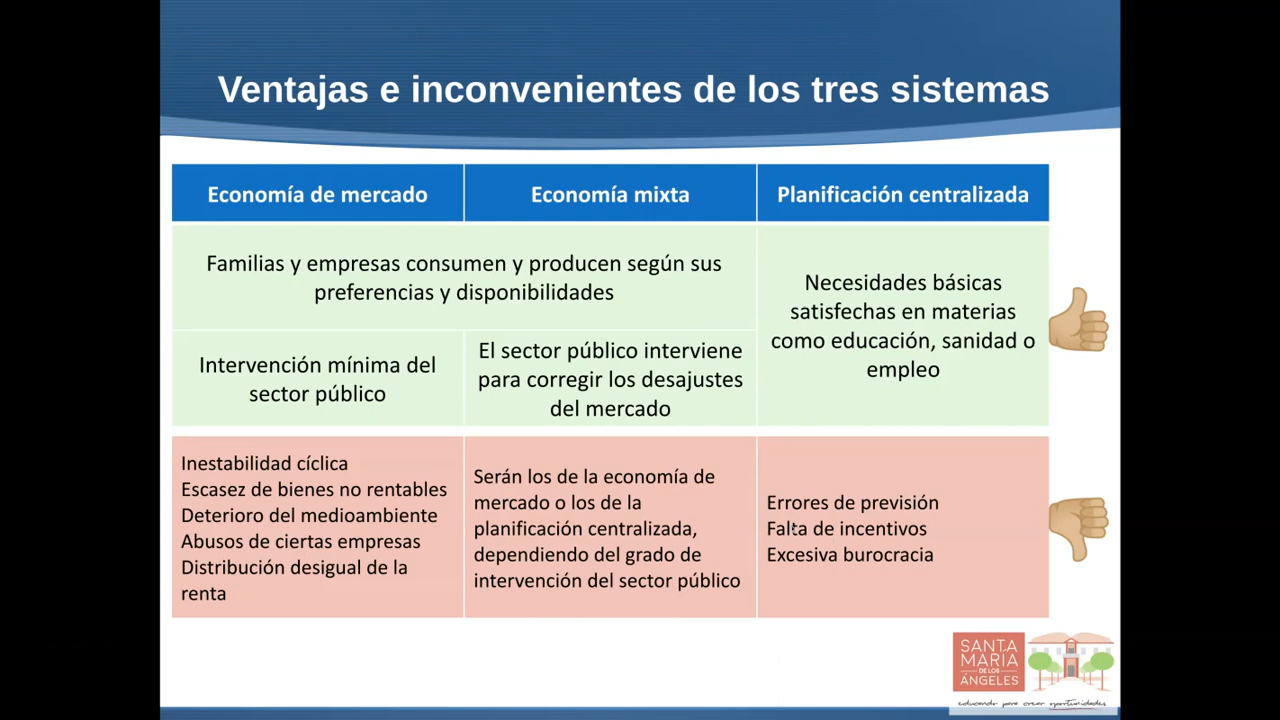 Ventajas e inconvenientes de los tres sistemas
Economía de mercado
Economía mixta
Planificación centralizada
Familias y empresas consumen y producen según sus
preferencias y disponibilidades
Necesidades básicas
satisfechas en materias
como educación, sanidad o
empleo
Intervención mínima del
sector público
El sector público interviene
para corregir los desajustes
del mercado
Inestabilidad cíclica
Escasez de bienes no rentables
Deterioro del medioambiente
Abusos de ciertas empresas
Distribución desigual de la
renta
Serán los de la economía de
mercado o los de la
planificación centralizada,
dependiendo del grado de
intervención del sector público
Errores de previsión
Falta de incentivos
Excesiva burocracia
SANTA
MARIA
DE LOS
ÁNGELES
educando para crear oportunidades